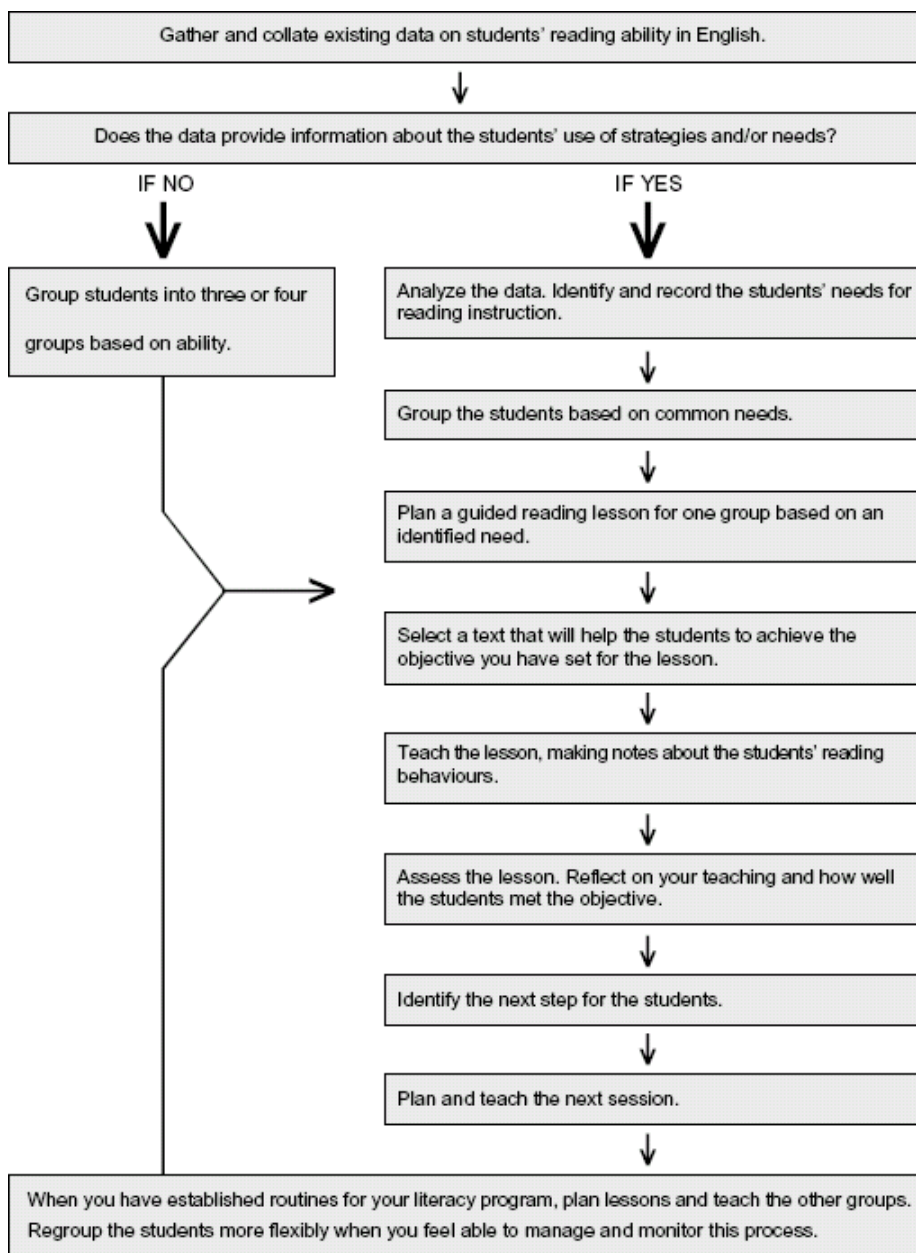 Gather and collate existing data on students' reading ability in English.
Does the data provide information about the students' use of strategies and/or needs?
IF NO
IF YES
Group students into three or four
groups based on ability.
Analyze the data. Identify and record the students' needs for
reading instruction.
Group the students based on common needs.
Plan a guided reading lesson for one group based on an
identified need.
Select a text that will help the students to achieve the
objective you have set for the lesson.
Teach the lesson, making notes about the students' reading
behaviours.
Assess the lesson. Reflect on your teaching and how well
the students met the objective.
Identify the next step for the students.
Plan and teach the next session.
When you have established routines for your literacy program, plan lessons and teach the other groups.
Regroup the students more flexibly when you feel able to manage and monitor this process.